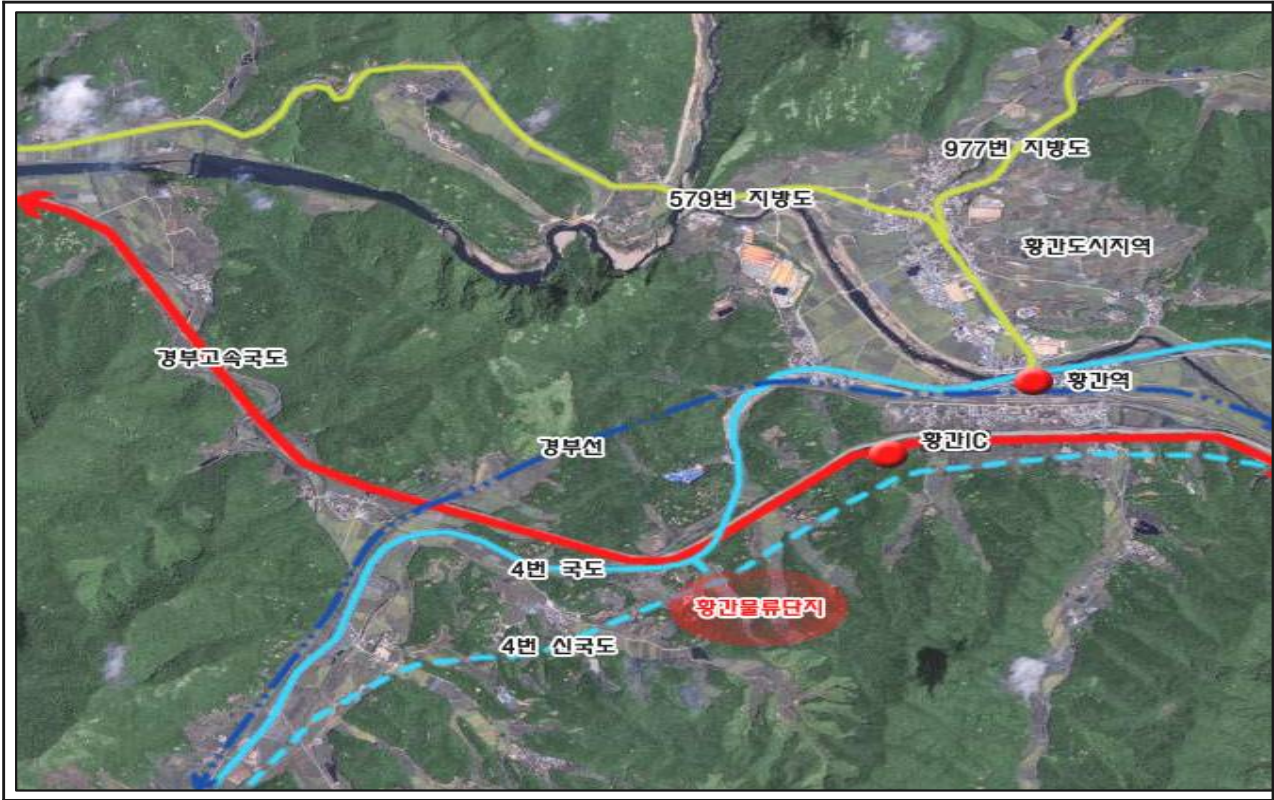 977번 지방도
579번 지방도
황간도시지역
경부고속국도
황간역
경부선
황간IC
4번 국도
황간물류단지
4번 신국도